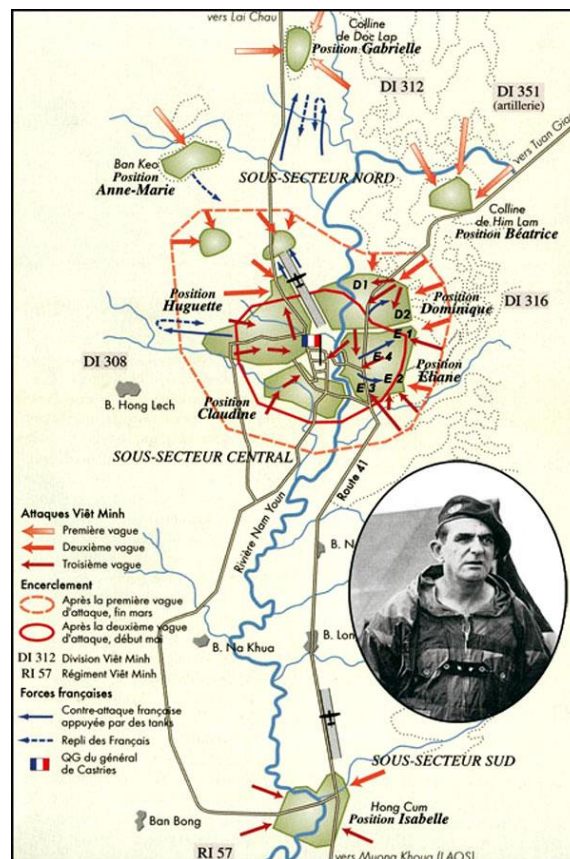 vers Lai Chau
Colline
de Doc Lap
Position Gabrielle
DI 312
DI 351
(artillerie)
vers Tuan Gia
Ban Keo
Position
Anne-Marie
SOUS-SECTEUR NORD
Colline
de Him Lam
Position Béatrice
Position
Huguette
D1
D2
Position
Dominique
DI 316
E 1
E 4
E 2
E 3
Position
Eliane
DI 308
B. Hong Lech
Position
Claudine
SOUS-SECTEUR CENTRAL
Route 41
Rivière Nam Youn
Attaques Viêt Minh
Première vague
Deuxième vague
Troisième vague
Encerclement
Après la première vague
d'attaque, fin mars
Après la deuxième vague
d'attaque, début mai
DI 312 Division Viêt Minh
RI 57 Régiment Viêt Minh
Forces françaises
Contre-attaque française
appuyée par des tanks
Repli des Français
QG du général
de Castries
B. N
B. Na Khua
B. Lon
SOUS-SECTEUR SUD
Hong Cum
Position Isabelle
Ban Bong
RI 57
vers Muong Khoua (LAOS)